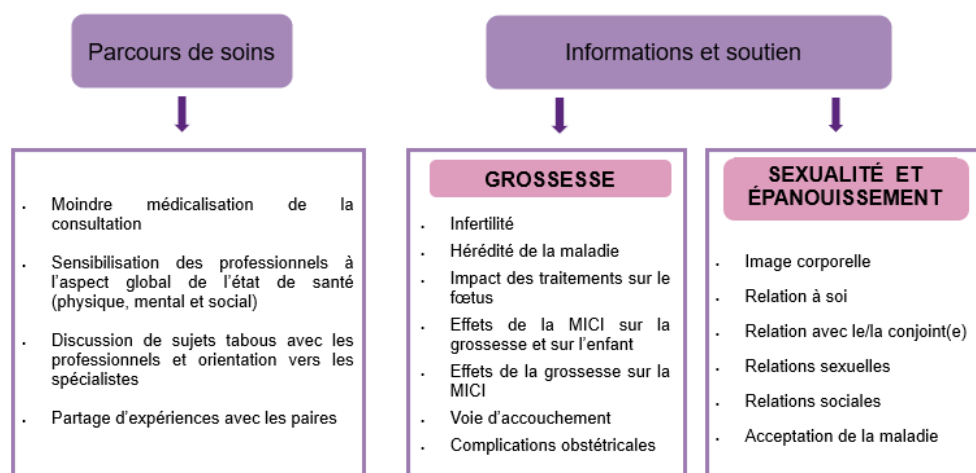 Parcours de soins
Informations et soutien
. Moindre médicalisation de la
consultation
. Sensibilisation des professionnels à
l'aspect global de l'état de santé
(physique, mental et social)
. Discussion de sujets tabous avec les
professionnels et orientation vers les
spécialistes
. Partage d'expériences avec les paires
GROSSESSE
. Infertilité
. Hérédité de la maladie
. Impact des traitements sur le
fœtus
. Effets de la MICI sur la
grossesse et sur l'enfant
. Effets de la grossesse sur la
MICI
. Voie d'accouchement
. Complications obstétricales
SEXUALITÉ ET
ÉPANOUISSEMENT
. Image corporelle
. Relation à soi
. Relation avec le/la conjoint(e)
. Relations sexuelles
. Relations sociales
. Acceptation de la maladie